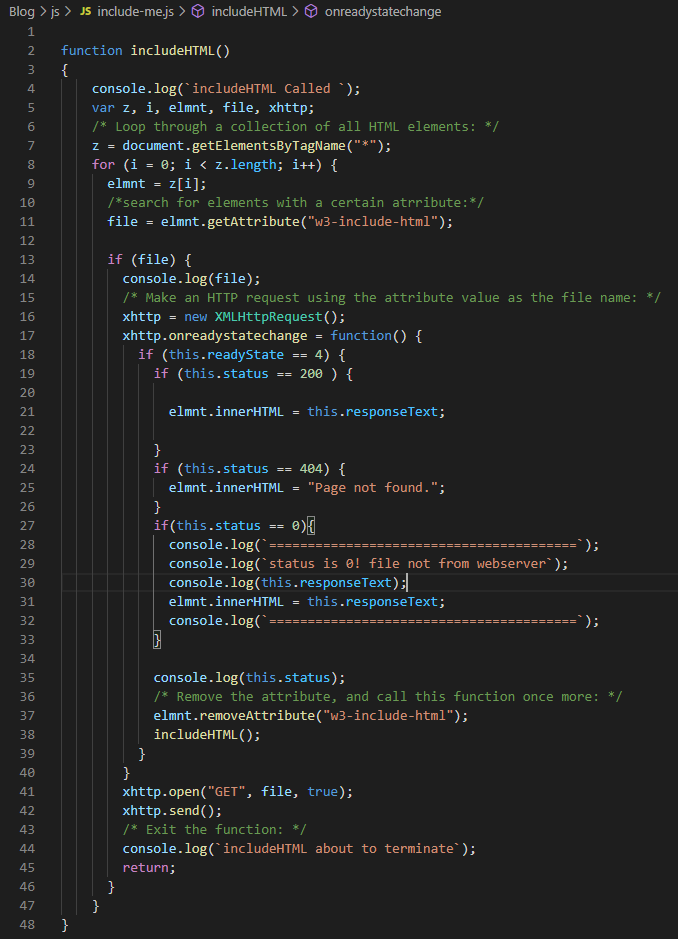 Blog > js > JS include-me.js > includeHTML > onreadystatechange
1
2 function includeHTML()
3 {
4 console.log(`includeHTML Called `);
5 var z, i, elmnt, file, xhttp;
6 /* Loop through a collection of all HTML elements: */
7 z = document.getElementsByTagName("*");
8 for (i = 0; i < z.length; i++) {
9 elmnt = z[i];
10 /*search for elements with a certain atrribute:*/
11 file = elmnt.getAttribute("w3-include-html");
12
13 if (file) {
14 console.log(file);
15 /* Make an HTTP request using the attribute value as the file name: */
16 xhttp = new XMLHttpRequest();
17 xhttp.onreadystatechange = function() {
18 if (this.readyState == 4) {
19 if (this.status == 200 ) {
20
21 elmnt.innerHTML = this.responseText;
22
23 }
24 if (this.status == 404) {
25 elmnt.innerHTML = "Page not found.";
26 }
27 if(this.status == 0){
28 console.log(`========================================`);
29 console.log(`status is 0! file not from webserver`);
30 console.log(this.responseText);
31 elmnt.innerHTML = this.responseText;
32 console.log(`========================================`);
33 }
34
35 console.log(this.status);
36 /* Remove the attribute, and call this function once more: */
37 elmnt.removeAttribute("w3-include-html");
38 includeHTML();
39 }
40 }
41 xhttp.open("GET", file, true);
42 xhttp.send();
43 /* Exit the function: */
44 console.log(`includeHTML about to terminate`);
45 return;
46 }
47 }
48 }